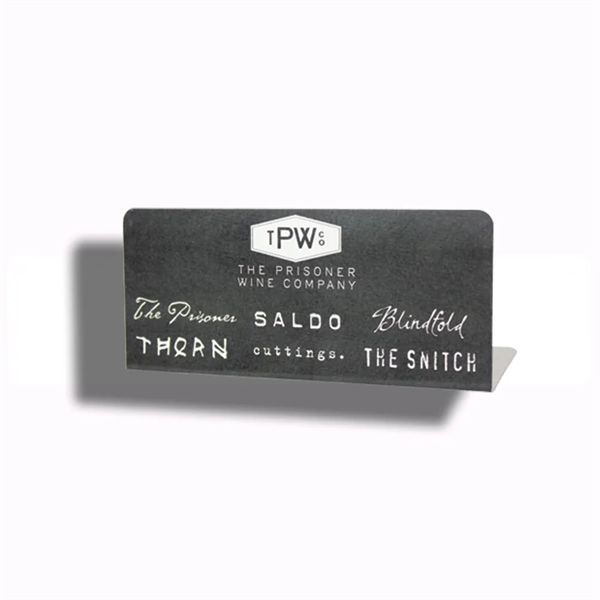 TPWCO
THE PRISONER
WINE COMPANY
The Prisoner SALDO Blindfold
THORN cuttings. THE SNITCH